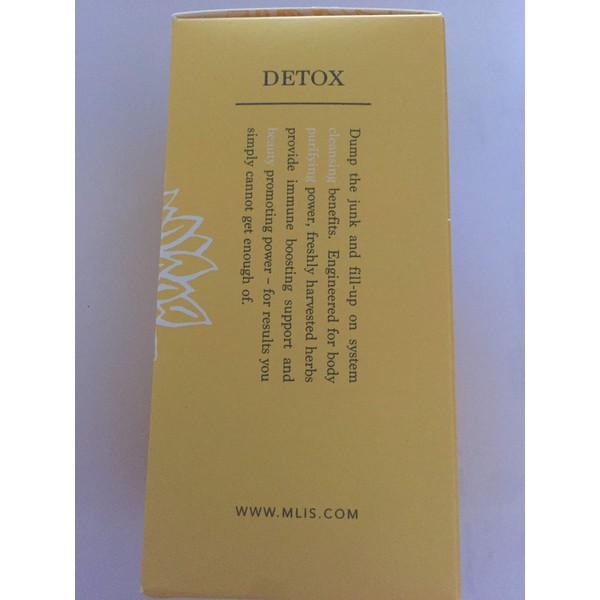 DETOX
Dump the junk and fill-up on system
cleansing benefits. Engineered for body
purifying power, freshly harvested herbs
provide immune boosting support and
beauty promoting power – for results you
simply cannot get enough of.
WWW.MLIS.COM